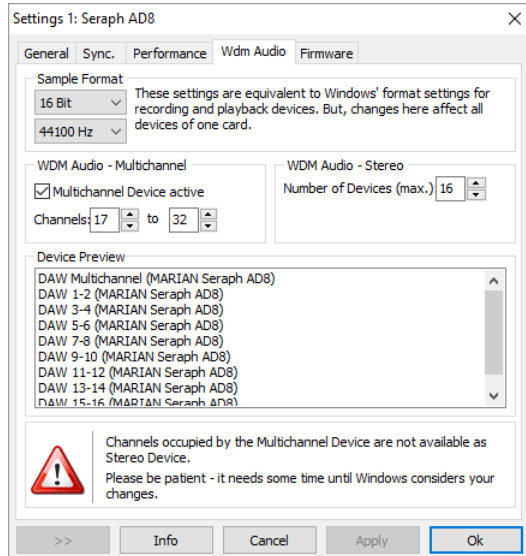 Settings 1: Seraph AD8
General Sync. Performance Wdm Audio Firmware
Sample Format
16 Bit
44100 Hz
These settings are equivalent to Windows' format settings for
recording and playback devices. But, changes here affect all
devices of one card.
WDM Audio - Multichannel
Multichannel Device active
Channels: 17 to 32
WDM Audio - Stereo
Number of Devices (max.) 16
Device Preview
DAW Multichannel (MARIAN Seraph AD8)
DAW 1-2 (MARIAN Seraph AD8)
DAW 3-4 (MARIAN Seraph AD8)
DAW 5-6 (MARIAN Seraph AD8)
DAW 7-8 (MARIAN Seraph AD8)
DAW 9-10 (MARIAN Seraph AD8)
DAW 11-12 (MARIAN Seraph AD8)
DAW 13-14 (MARIAN Seraph AD8)
DAW 15-16 (MARIAN Seraph AD8)
Channels occupied by the Multichannel Device are not available as
Stereo Device.
Please be patient - it needs some time until Windows considers your
changes.
>> Info Cancel Apply Ok